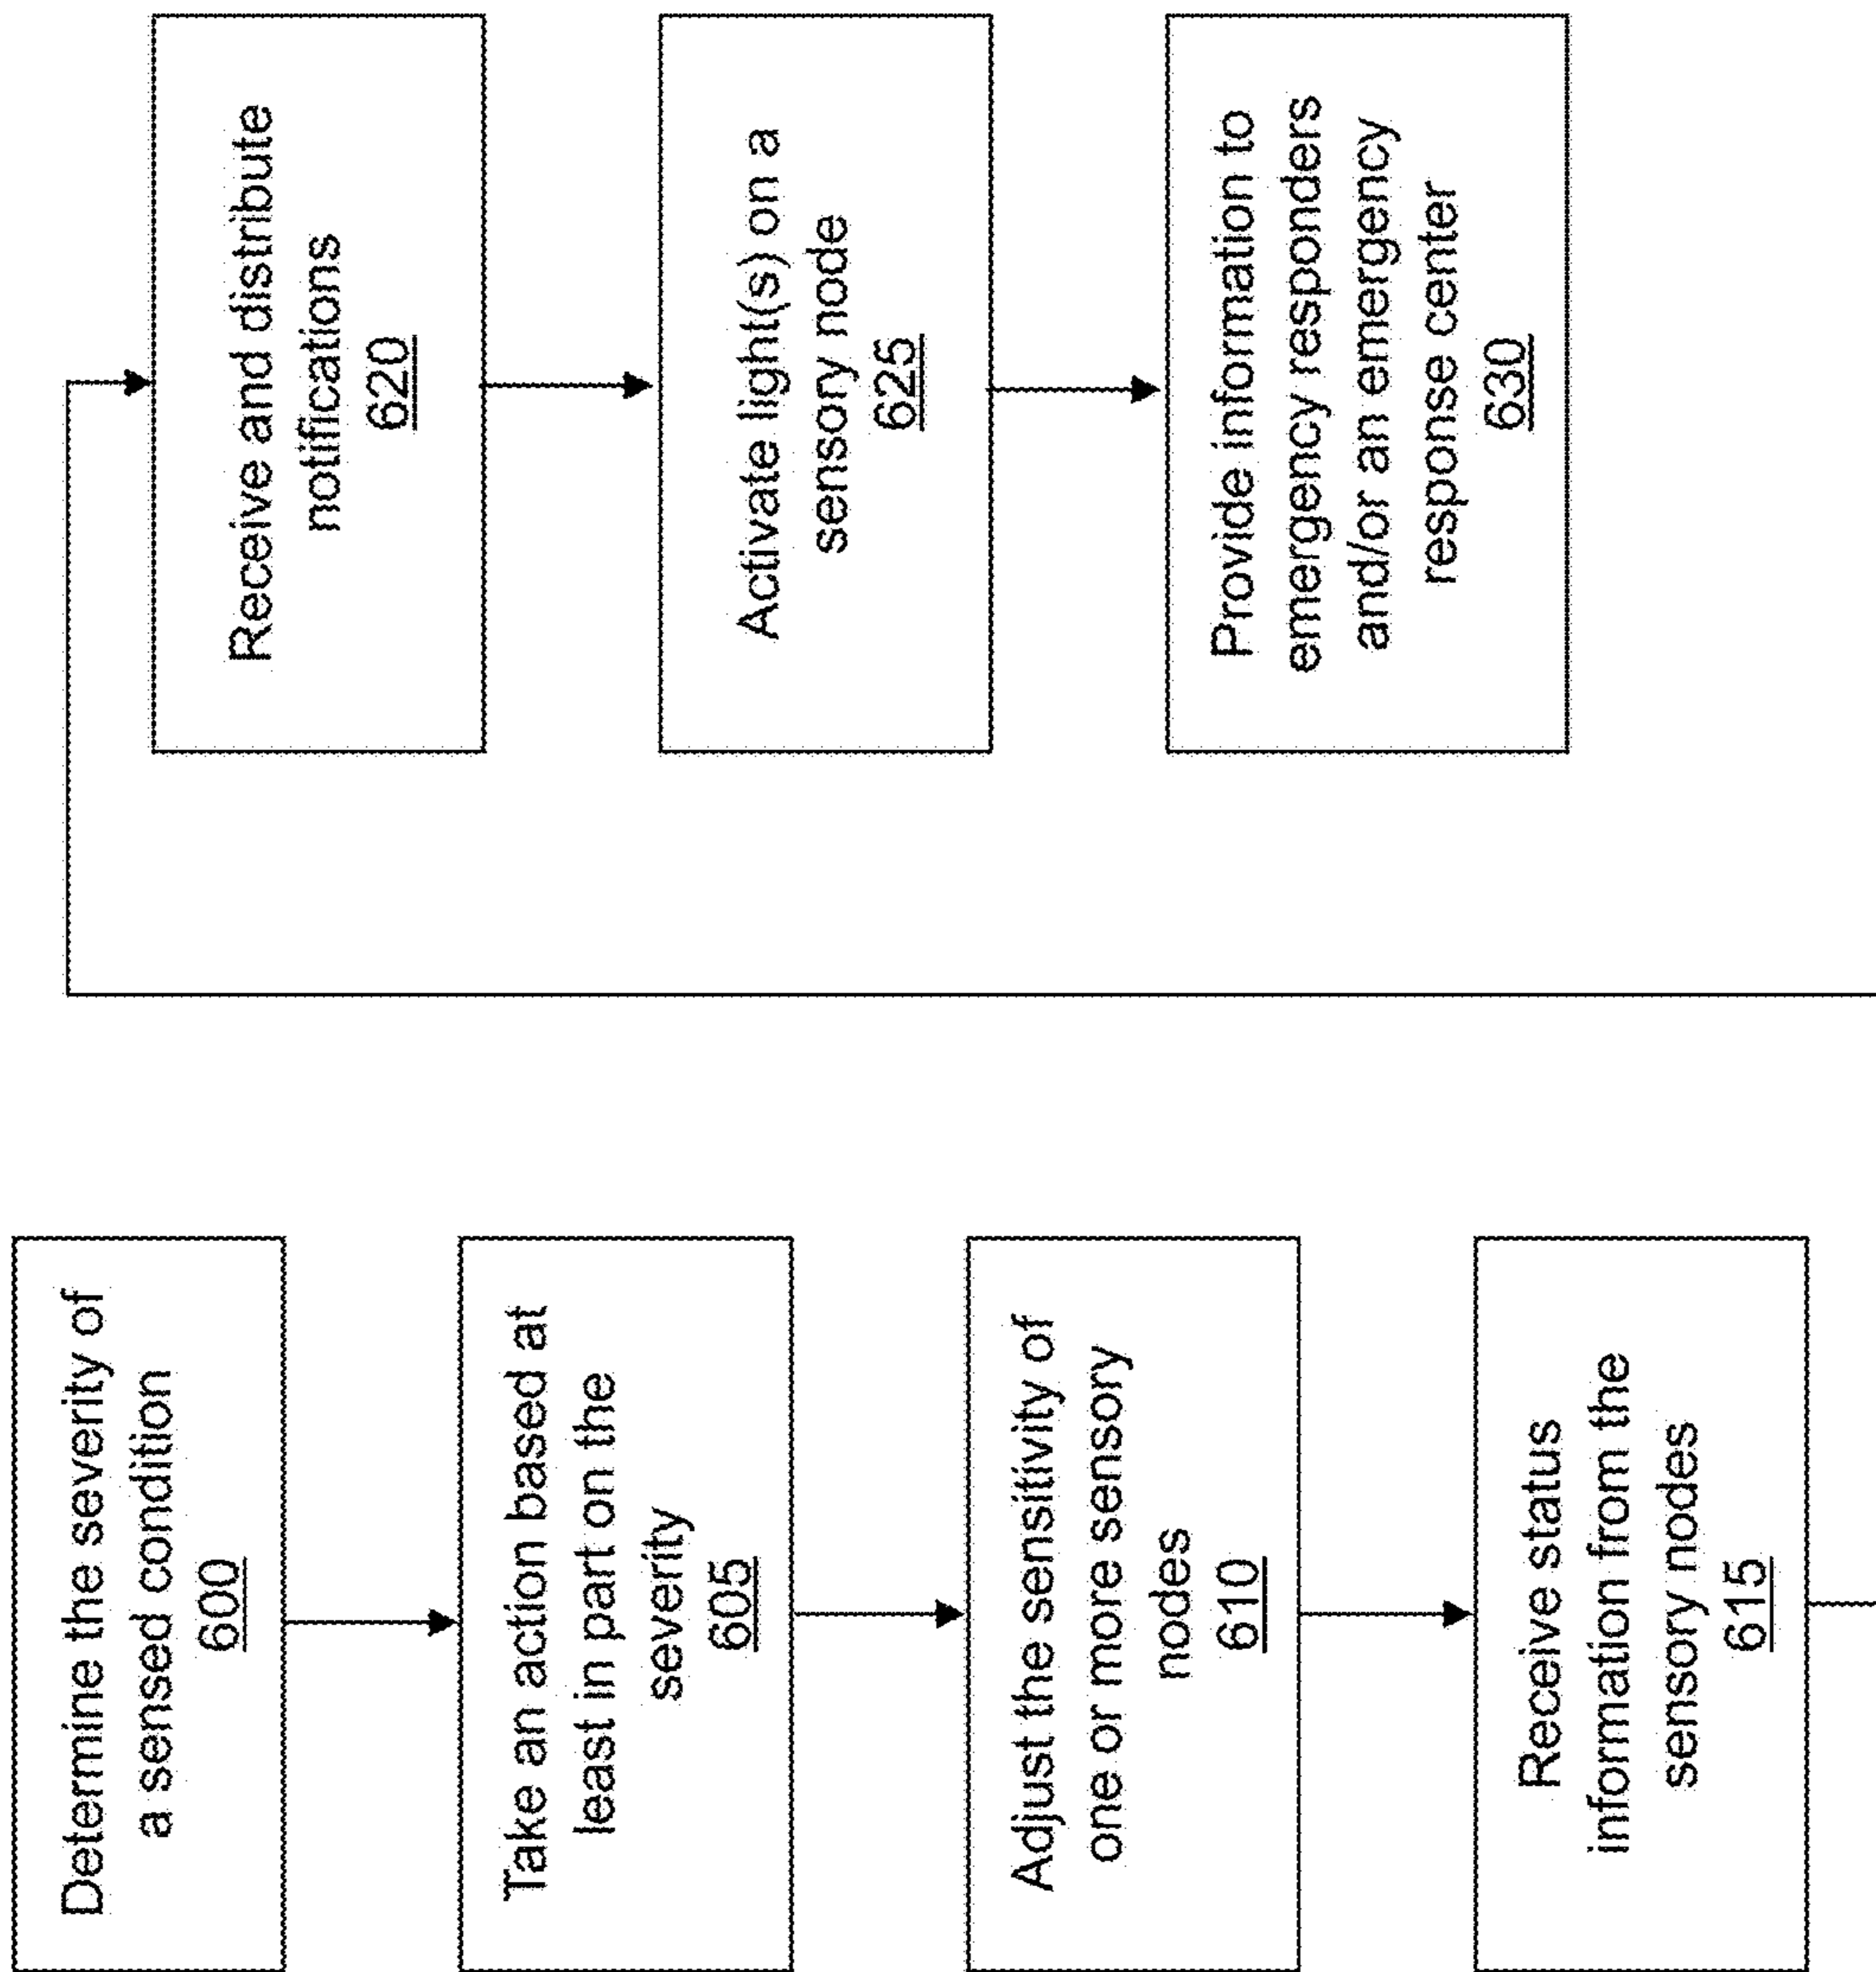 Determine the severity of
a sensed condition
600
Take an action based at
least in part on the
severity
605
Adjust the sensitivity of
one or more sensory
nodes
610
Receive status
information from the
sensory nodes
615
Receive and distribute
notifications
620
Activate light(s) on a
sensory node
625
Provide information to
emergency responders
and/or an emergency
response center
630